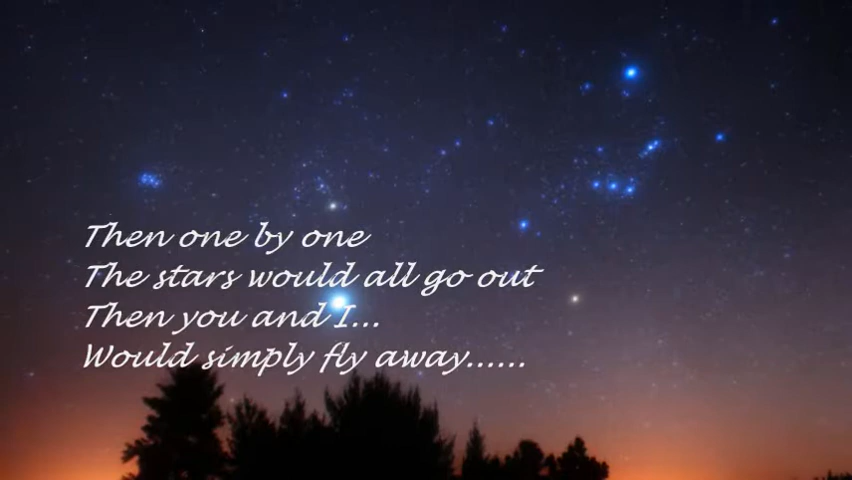 Then one by one
The stars would all go out
Then you and I...
Would simply fly away......